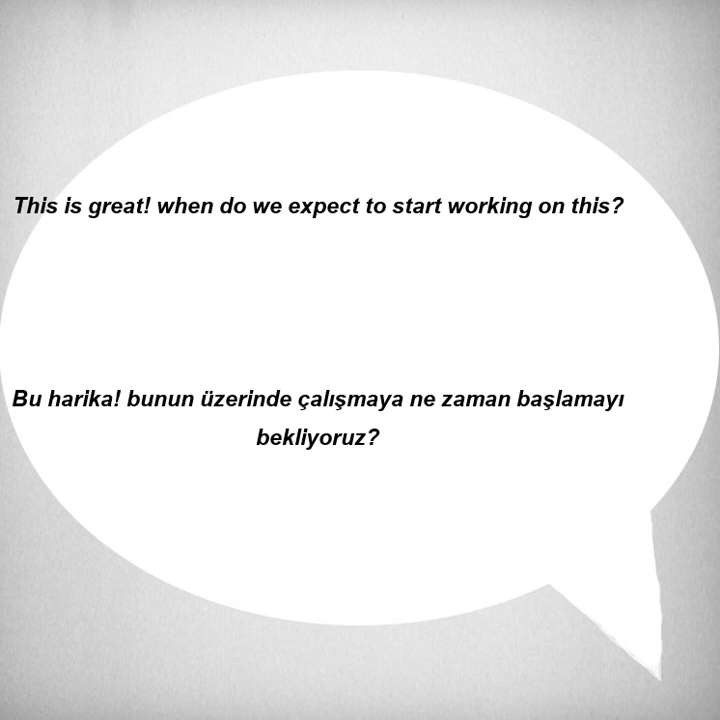 This is great! when do we expect to start working on this?
Bu harika! bunun üzerinde çalışmaya ne zaman başlamayı
bekliyoruz?